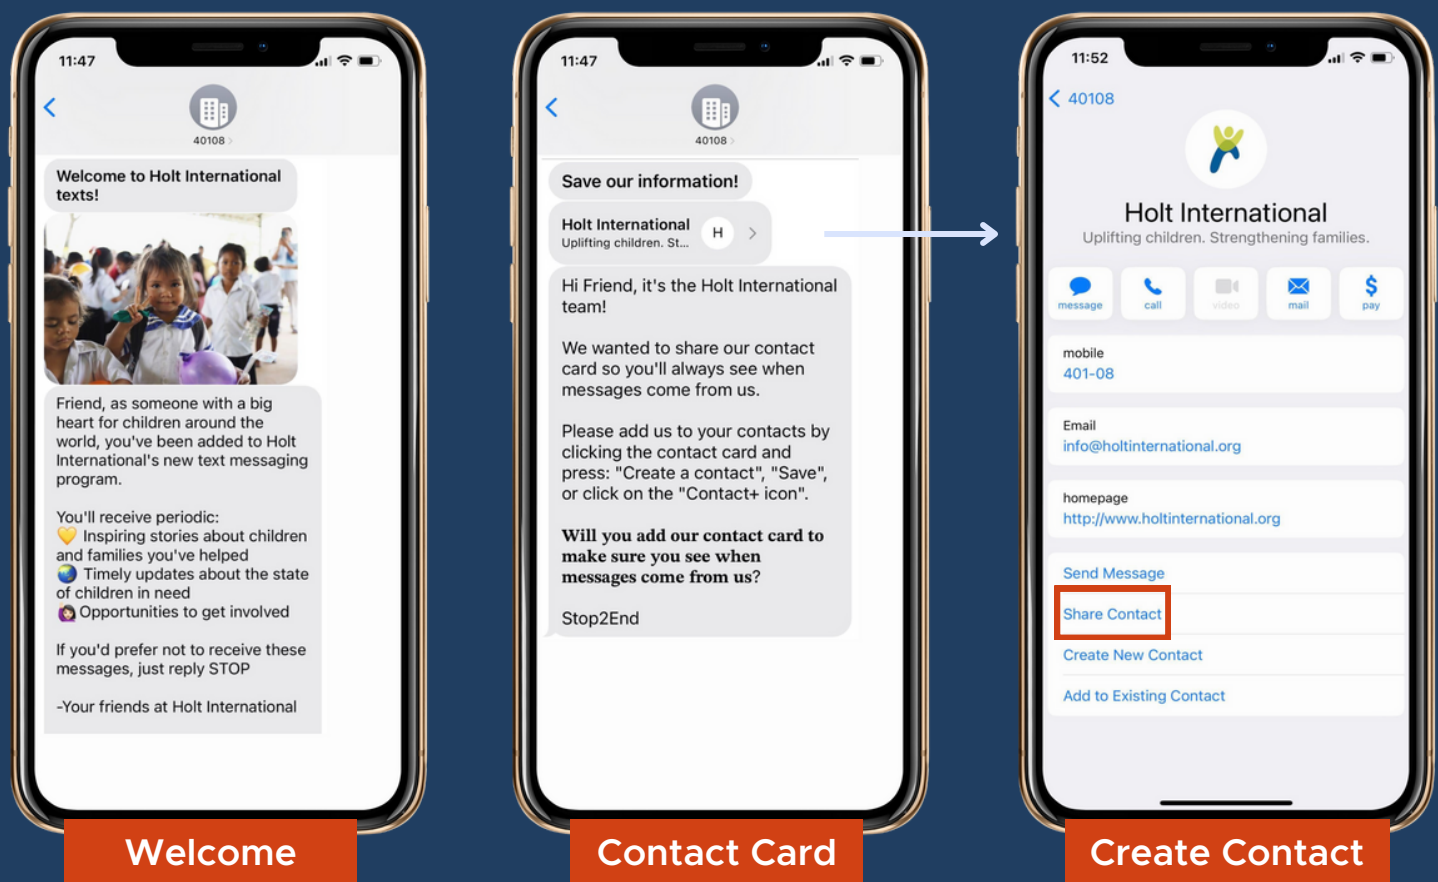 11:47
40108
Welcome to Holt International
texts!
Friend, as someone with a big
heart for children around the
world, you've been added to Holt
International's new text messaging
program.
You'll receive periodic:
💛 Inspiring stories about children
and families you've helped
🌏 Timely updates about the state
of children in need
🙋🏻‍♀️ Opportunities to get involved
If you'd prefer not to receive these
messages, just reply STOP
-Your friends at Holt International
Welcome
11:47
40108
Save our information!
Holt International
Uplifting children. St...
H
Hi Friend, it's the Holt International
team!
We wanted to share our contact
card so you'll always see when
messages come from us.
Please add us to your contacts by
clicking the contact card and
press: "Create a contact", "Save",
or click on the "Contact+ icon".
Will you add our contact card to
make sure you see when
messages come from us?
Stop2End
Contact Card
11:52
40108
Holt International
Uplifting children. Strengthening families.
message call video mail pay
mobile
401-08
Email
info@holtinternational.org
homepage
http://www.holtinternational.org
Send Message
Share Contact
Create New Contact
Add to Existing Contact
Create Contact